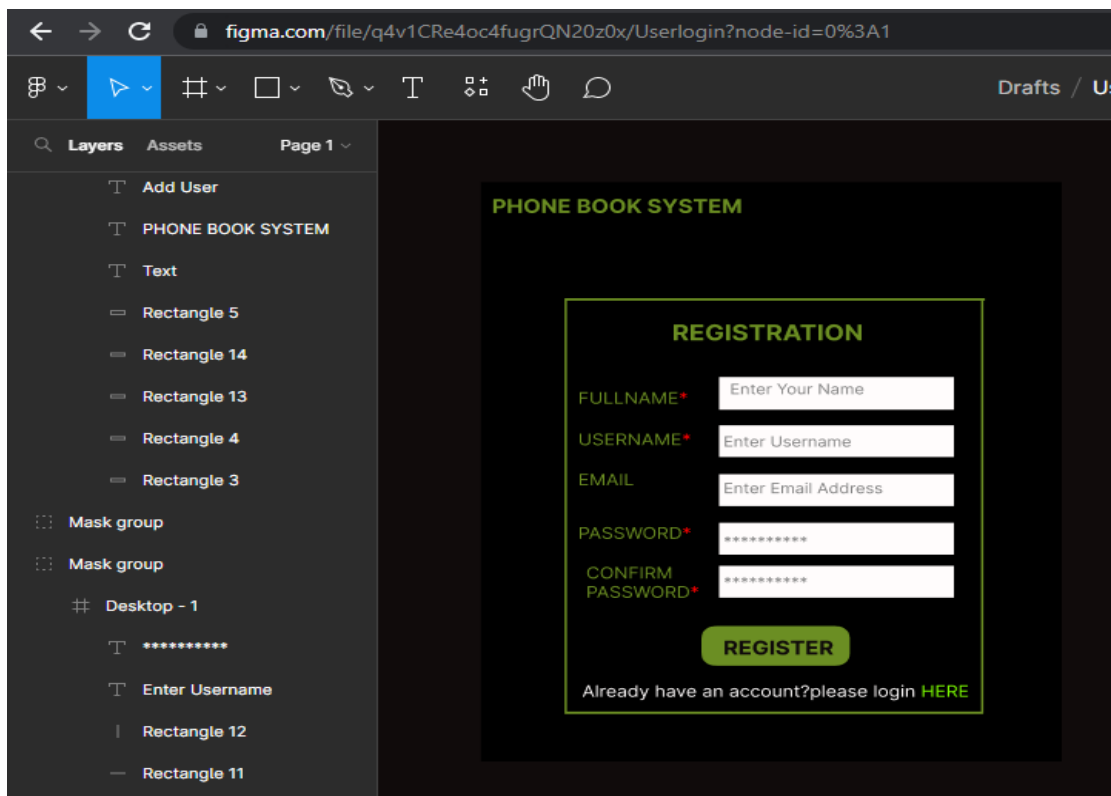 figma.com/file/q4v1CRe4oc4fugrQN20z0x/Userlogin?node-id=0%3A1
Drafts / Us
Layers Assets Page 1
Add User
PHONE BOOK SYSTEM
Text
Rectangle 5
Rectangle 14
Rectangle 13
Rectangle 4
Rectangle 3
Mask group
Mask group
Desktop - 1
**********
Enter Username
Rectangle 12
Rectangle 11
PHONE BOOK SYSTEM
REGISTRATION
FULLNAME* Enter Your Name
USERNAME* Enter Username
EMAIL Enter Email Address
PASSWORD* **********
CONFIRM
PASSWORD* **********
REGISTER
Already have an account?please login HERE